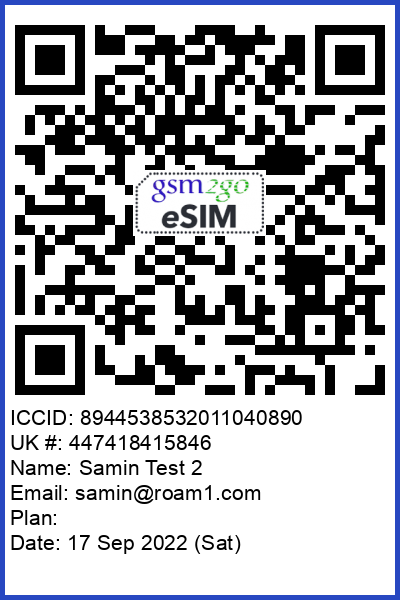 gsm2go
eSIM
ICCID: 8944538532011040890
UK #: 447418415846
Name: Samin Test 2
Email: samin@roam1.com
Plan:
Date: 17 Sep 2022 (Sat)